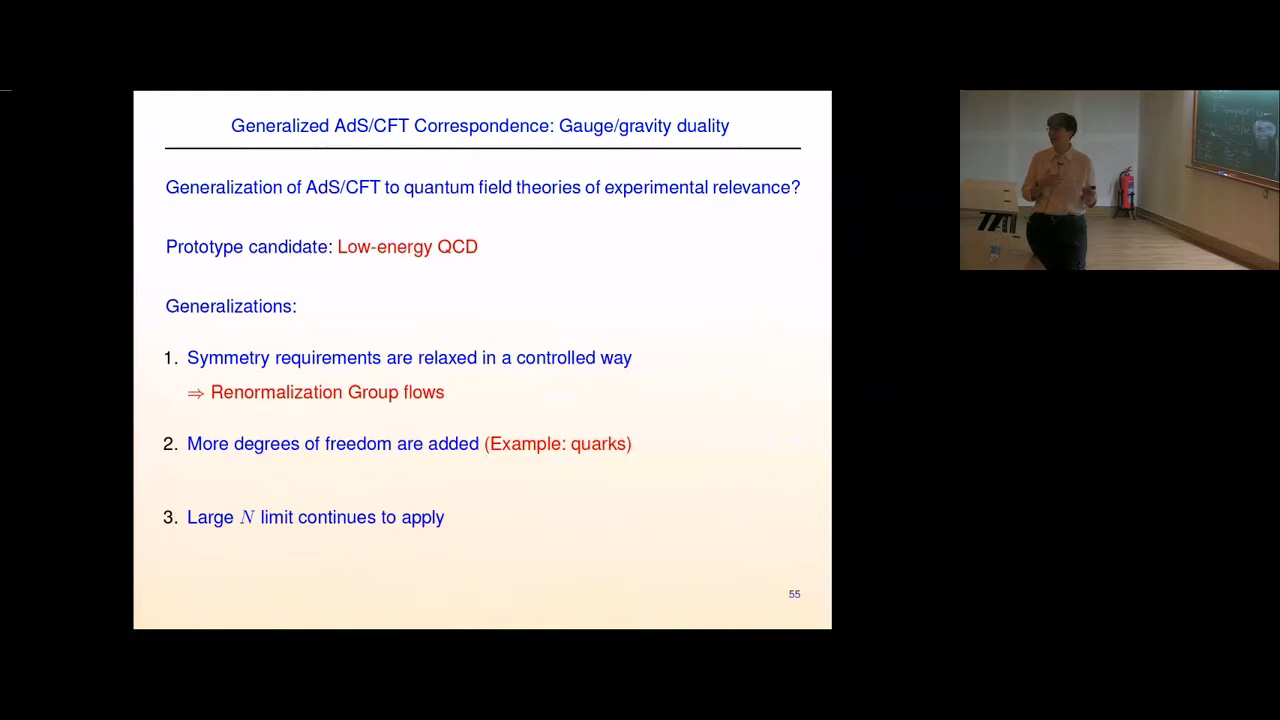 Generalized AdS/CFT Correspondence: Gauge/gravity duality
Generalization of AdS/CFT to quantum field theories of experimental relevance?
Prototype candidate: Low-energy QCD
Generalizations:
1. Symmetry requirements are relaxed in a controlled way
⇒ Renormalization Group flows
2. More degrees of freedom are added (Example: quarks)
3. Large N limit continues to apply
55